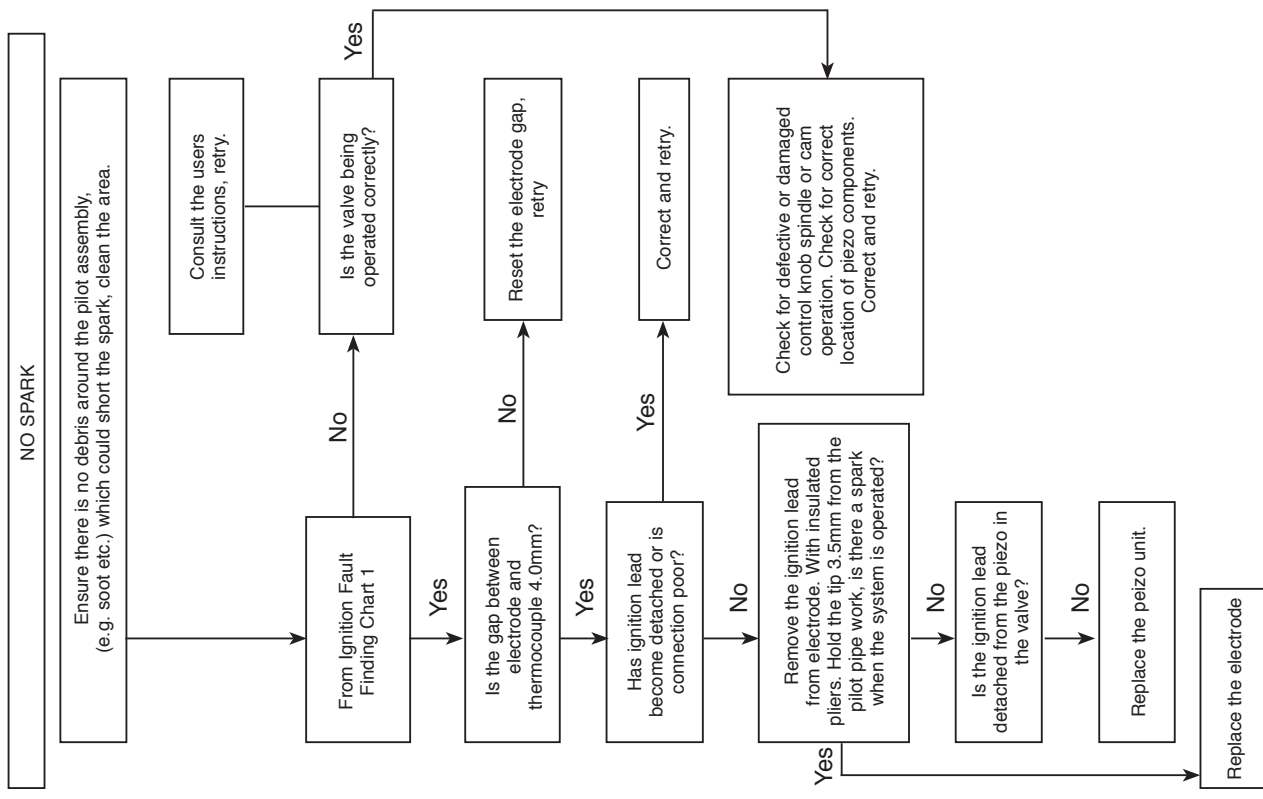 NO SPARK
Ensure there is no debris around the pilot assembly,
(e.g. soot etc.) which could short the spark, clean the area.
From Ignition Fault
Finding Chart 1
No
Is the valve being
operated correctly?
Consult the users
instructions, retry.
Yes
Yes
Is the gap between
electrode and
thermocouple 4.0mm?
No
Reset the electrode gap,
retry
Yes
Has ignition lead
become detached or is
connection poor?
Yes
Correct and retry.
No
Remove the ignition lead
from electrode. With insulated
pliers. Hold the tip 3.5mm from the
pilot pipe work, is there a spark
when the system is operated?
Check for defective or damaged
control knob spindle or cam
operation. Check for correct
location of piezo components.
Correct and retry.
Yes
No
Is the ignition lead
detached from the piezo in
the valve?
No
Replace the peizo unit.
Replace the electrode